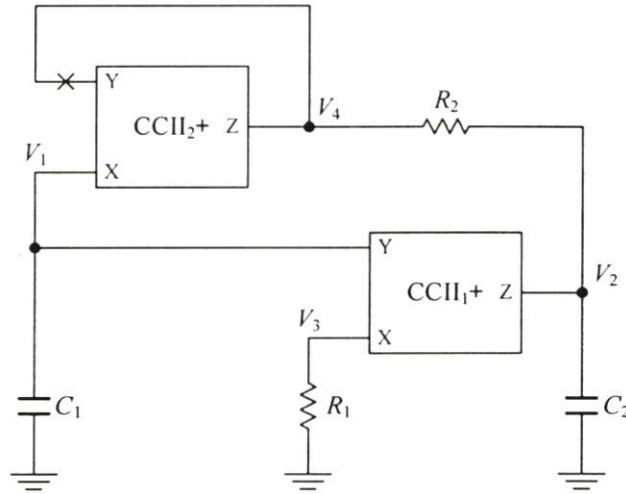 Y
CCII₂+
Z
V₄
R₂
V₁
X
Y
CCII₁+
Z
V₂
V₃
X
C₁
R₁
C₂